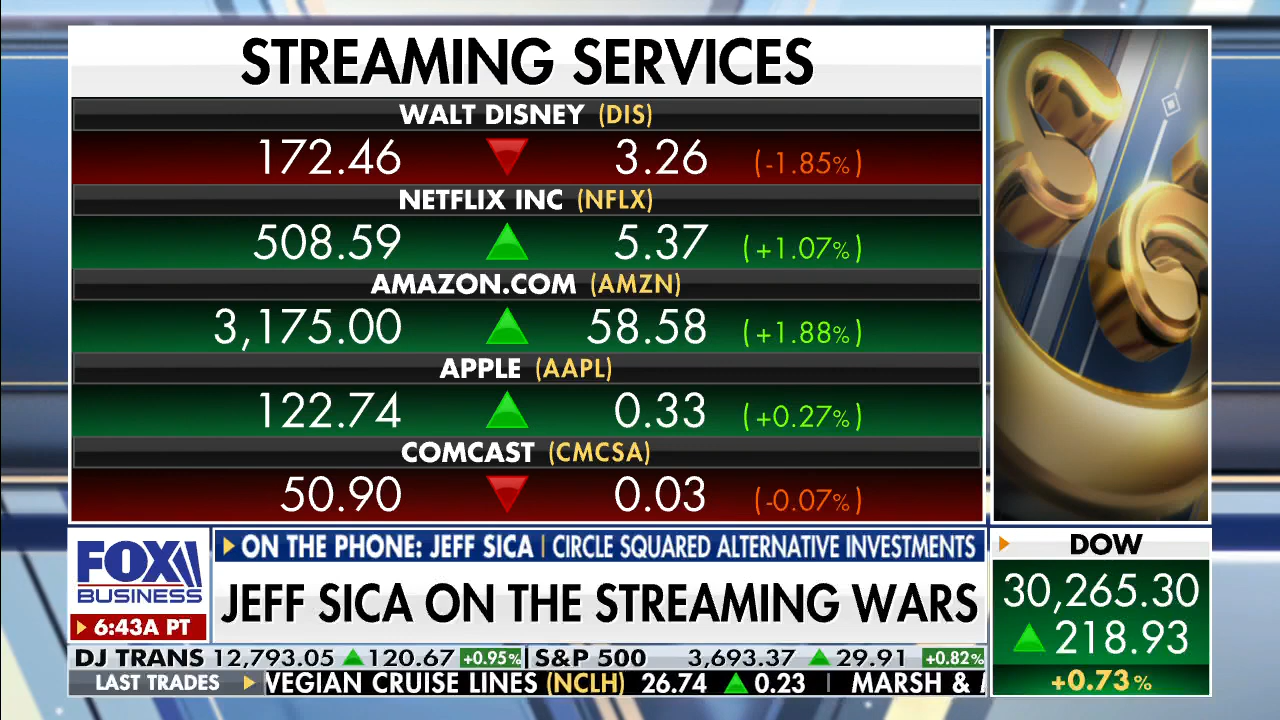 STREAMING SERVICES
WALT DISNEY (DIS)
172.46 3.26 (-1.85%)
NETFLIX INC (NFLX)
508.59 5.37 (+1.07%)
AMAZON.COM (AMZN)
3,175.00 58.58 (+1.88%)
APPLE (AAPL)
122.74 0.33 (+0.27%)
COMCAST (CMCSA)
50.90 0.03 (-0.07%)
FOX
BUSINESS
6:43A PT
ON THE PHONE: JEFF SICA | CIRCLE SQUARED ALTERNATIVE INVESTMENTS
JEFF SICA ON THE STREAMING WARS
DOW
30,265.30
218.93
+0.73%
DJ TRANS 12,793.05 120.67 +0.95% S&P 500 3,693.37 29.91 +0.82%
LAST TRADES VEGIAN CRUISE LINES (NCLH) 26.74 0.23 | MARSH &